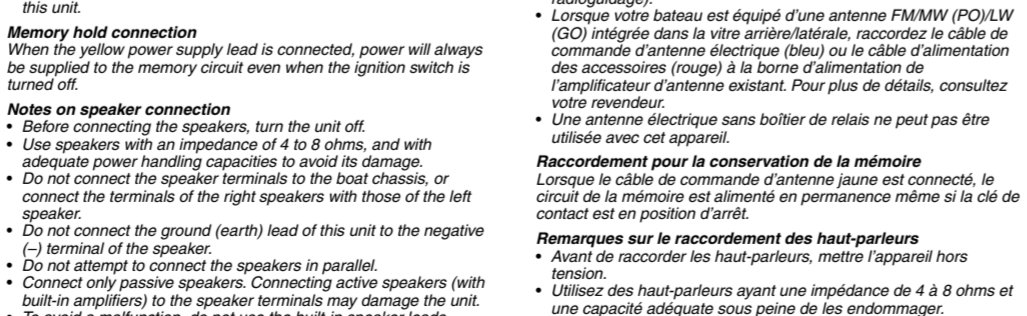 this unit.
Memory hold connection
When the yellow power supply lead is connected, power will always
be supplied to the memory circuit even when the ignition switch is
turned off.
Notes on speaker connection
• Before connecting the speakers, turn the unit off.
• Use speakers with an impedance of 4 to 8 ohms, and with
adequate power handling capacities to avoid its damage.
• Do not connect the speaker terminals to the boat chassis, or
connect the terminals of the right speakers with those of the left
speaker.
• Do not connect the ground (earth) lead of this unit to the negative
(–) terminal of the speaker.
• Do not attempt to connect the speakers in parallel.
• Connect only passive speakers. Connecting active speakers (with
built-in amplifiers) to the speaker terminals may damage the unit.
• To avoid a malfunction, do not use the built-in speaker leads
radioguidage).
• Lorsque votre bateau est équipé d’une antenne FM/MW (PO)/LW
(GO) intégrée dans la vitre arrière/latérale, raccordez le câble de
commande d’antenne électrique (bleu) ou le câble d’alimentation
des accessoires (rouge) à la borne d’alimentation de
l’amplificateur d’antenne existant. Pour plus de détails, consultez
votre revendeur.
• Une antenne électrique sans boîtier de relais ne peut pas être
utilisée avec cet appareil.
Raccordement pour la conservation de la mémoire
Lorsque le câble de commande d’antenne jaune est connecté, le
circuit de la mémoire est alimenté en permanence même si la clé de
contact est en position d’arrêt.
Remarques sur le raccordement des haut-parleurs
• Avant de raccorder les haut-parleurs, mettre l’appareil hors
tension.
• Utilisez des haut-parleurs ayant une impédance de 4 à 8 ohms et
une capacité adéquate sous peine de les endommager.